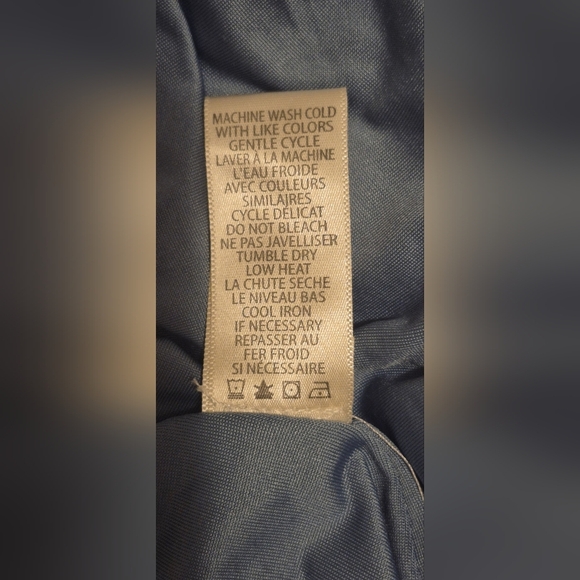 MACHINE WASH COLD
WITH LIKE COLORS
GENTLE CYCLE
LAVER À LA MACHINE
L'EAU FROIDE
AVEC COULEURS
SIMILAIRES
CYCLE DÉLICAT
DO NOT BLEACH
NE PAS JAVELLISER
TUMBLE DRY
LOW HEAT
LA CHUTE SECHE
LE NIVEAU BAS
COOL IRON
IF NECESSARY
REPASSER AU
FER FROID
SI NÉCESSAIRE